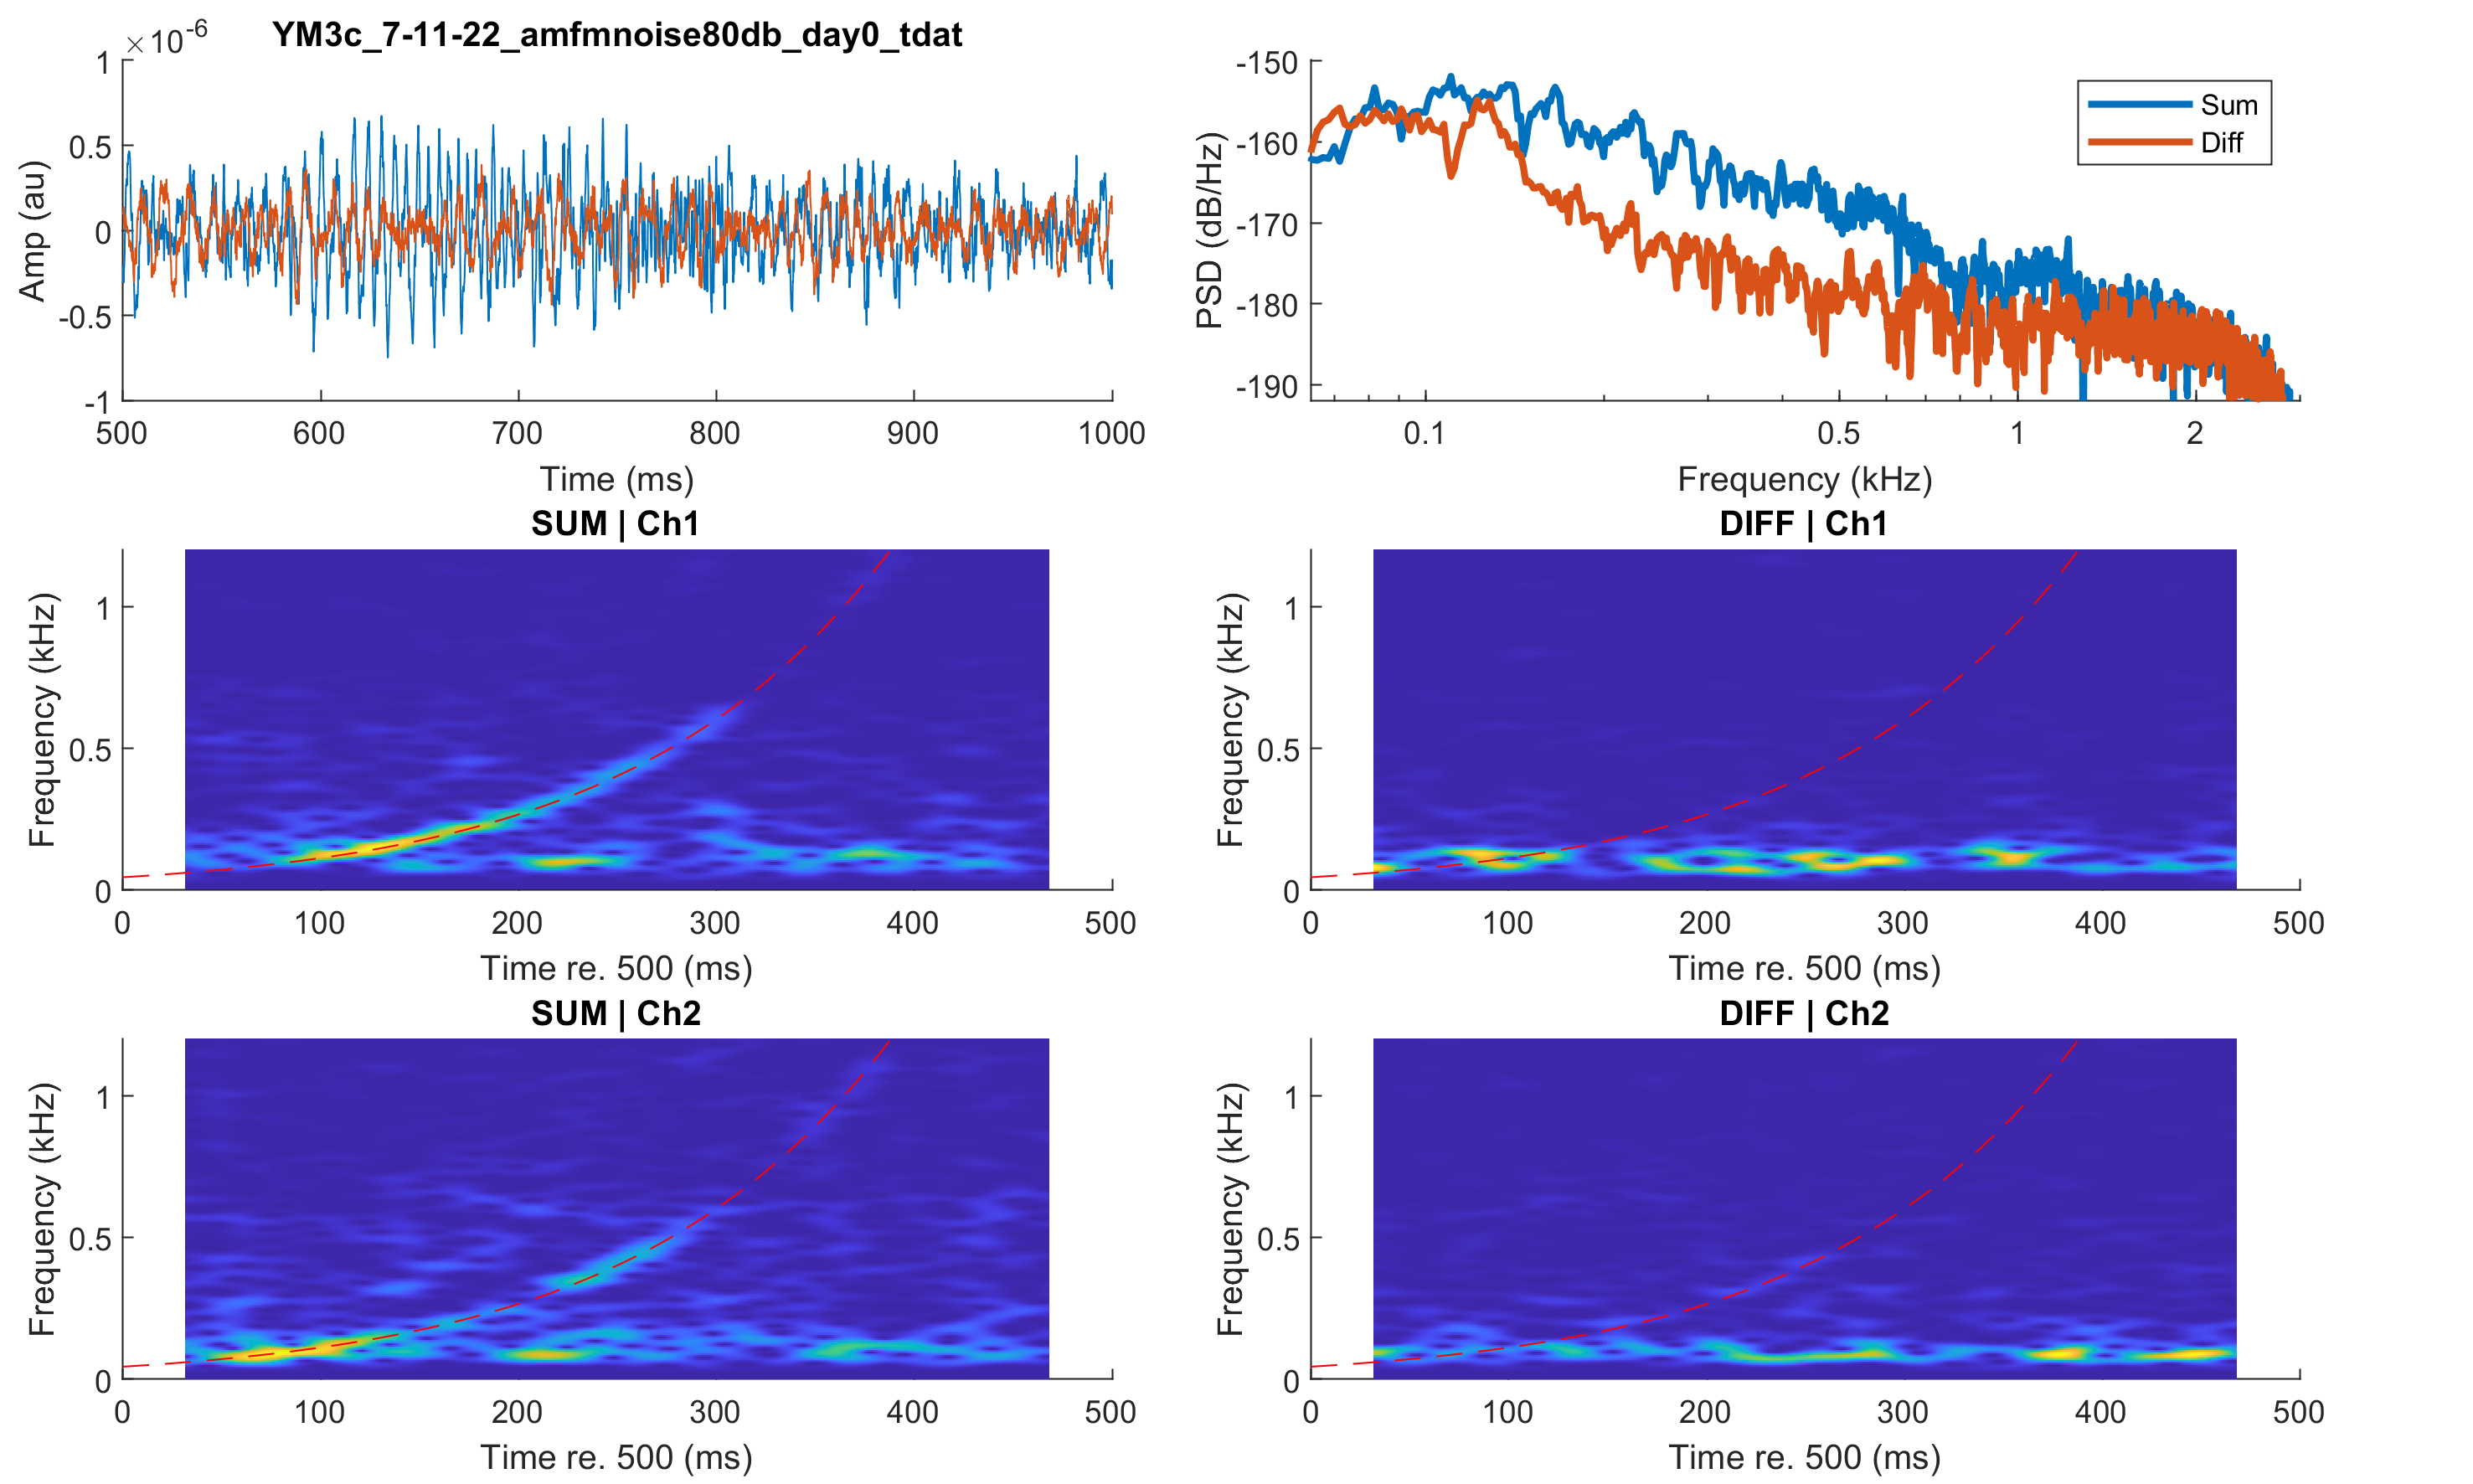 YM3c_7-11-22_amfmnoise80db_day0_tdat
×10-6
1
0.5
0
-0.5
-1
Amp (au)
500 600 700 800 900 1000
Time (ms)
-150
-160
-170
-180
-190
PSD (dB/Hz)
Sum
Diff
0.1 0.5 1 2
Frequency (kHz)
SUM | Ch1
1
0.5
0
Frequency (kHz)
0 100 200 300 400 500
Time re. 500 (ms)
DIFF | Ch1
1
0.5
0
Frequency (kHz)
0 100 200 300 400 500
Time re. 500 (ms)
SUM | Ch2
1
0.5
0
Frequency (kHz)
0 100 200 300 400 500
Time re. 500 (ms)
DIFF | Ch2
1
0.5
0
Frequency (kHz)
0 100 200 300 400 500
Time re. 500 (ms)